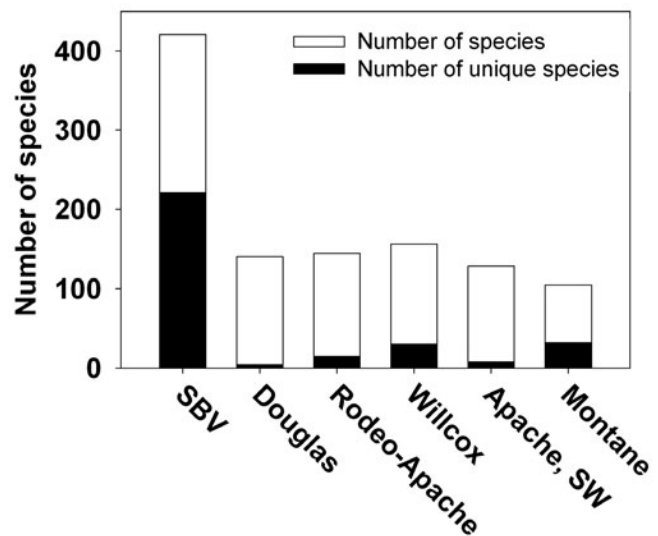 Number of species
400
300
200
100
0
Number of species
Number of unique species
SBV
Douglas
Rodeo-Apache
Willcox
Apache, SW
Montane